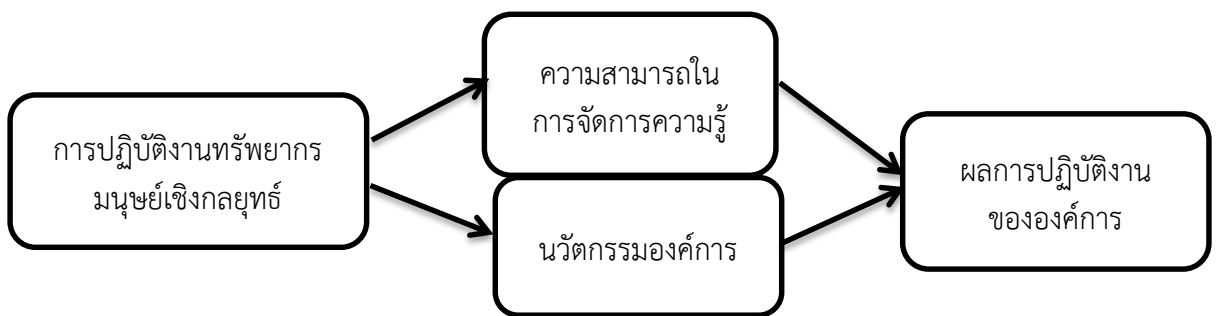 การปฏิบัติงานทรัพยากร
มนุษย์เชิงกลยุทธ์
ความสามารถใน
การจัดการความรู้
นวัตกรรมองค์การ
ผลการปฏิบัติงาน
ขององค์การ